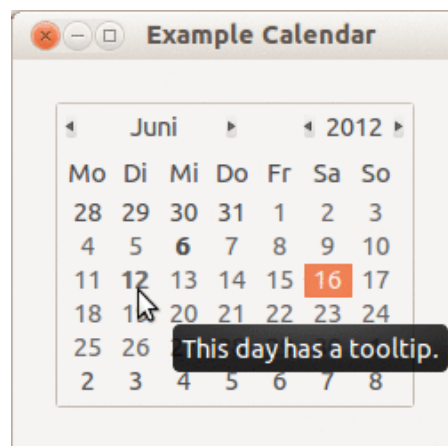 Example Calendar
Juni 2012
Mo Di Mi Do Fr Sa So
28 29 30 31 1 2 3
4 5 6 7 8 9 10
11 12 13 14 15 16 17
18 19 20 21 22 23 24
25 26
This day has a tooltip.
2 3 4 5 6 7 8